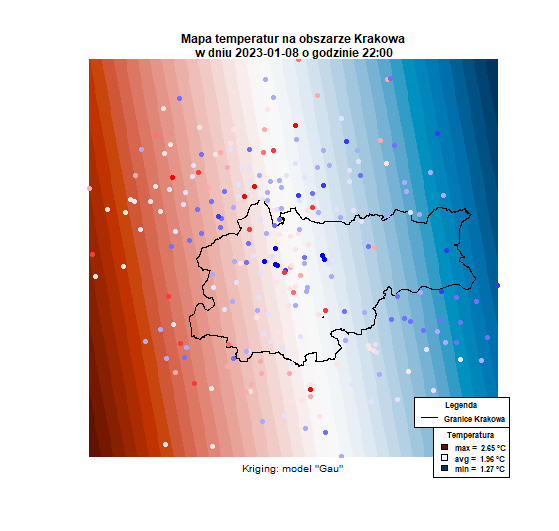 Mapa temperatur na obszarze Krakowa
w dniu 2023-01-08 o godzinie 22:00
Legenda
Granice Krakowa
Temperatura
max = 2.65 °C
avg = 1.96 °C
min = 1.27 °C
Kriging: model "Gau"